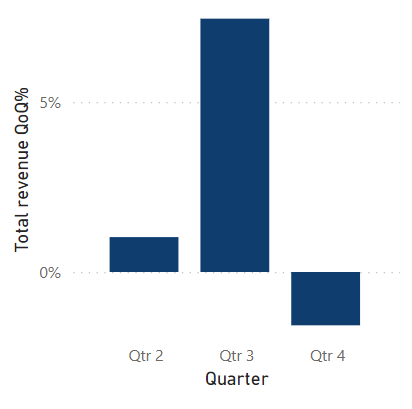 Total revenue QoQ%
5%
0%
Qtr 2
Qtr 3
Qtr 4
Quarter